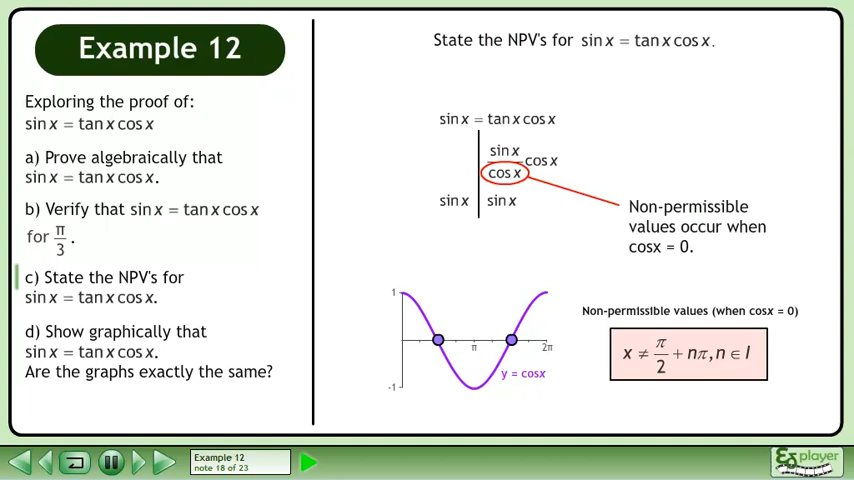 Example 12
Exploring the proof of:
sin x = tan x cos x
a) Prove algebraically that
sin x = tan x cos x.
b) Verify that sin x = tan x cos x
for π/3.
c) State the NPV's for
sin x = tan x cos x.
d) Show graphically that
sin x = tan x cos x.
Are the graphs exactly the same?
State the NPV's for sin x = tan x cos x.
sin x = tan x cos x
sin x
cos x
cos x
sin x sin x
Non-permissible
values occur when
cosx = 0.
1
π
2π
-1
y = cosx
Non-permissible values (when cosx = 0)
x ≠ π/2 + nπ, n ∈ I
Example 12
note 18 of 23
player